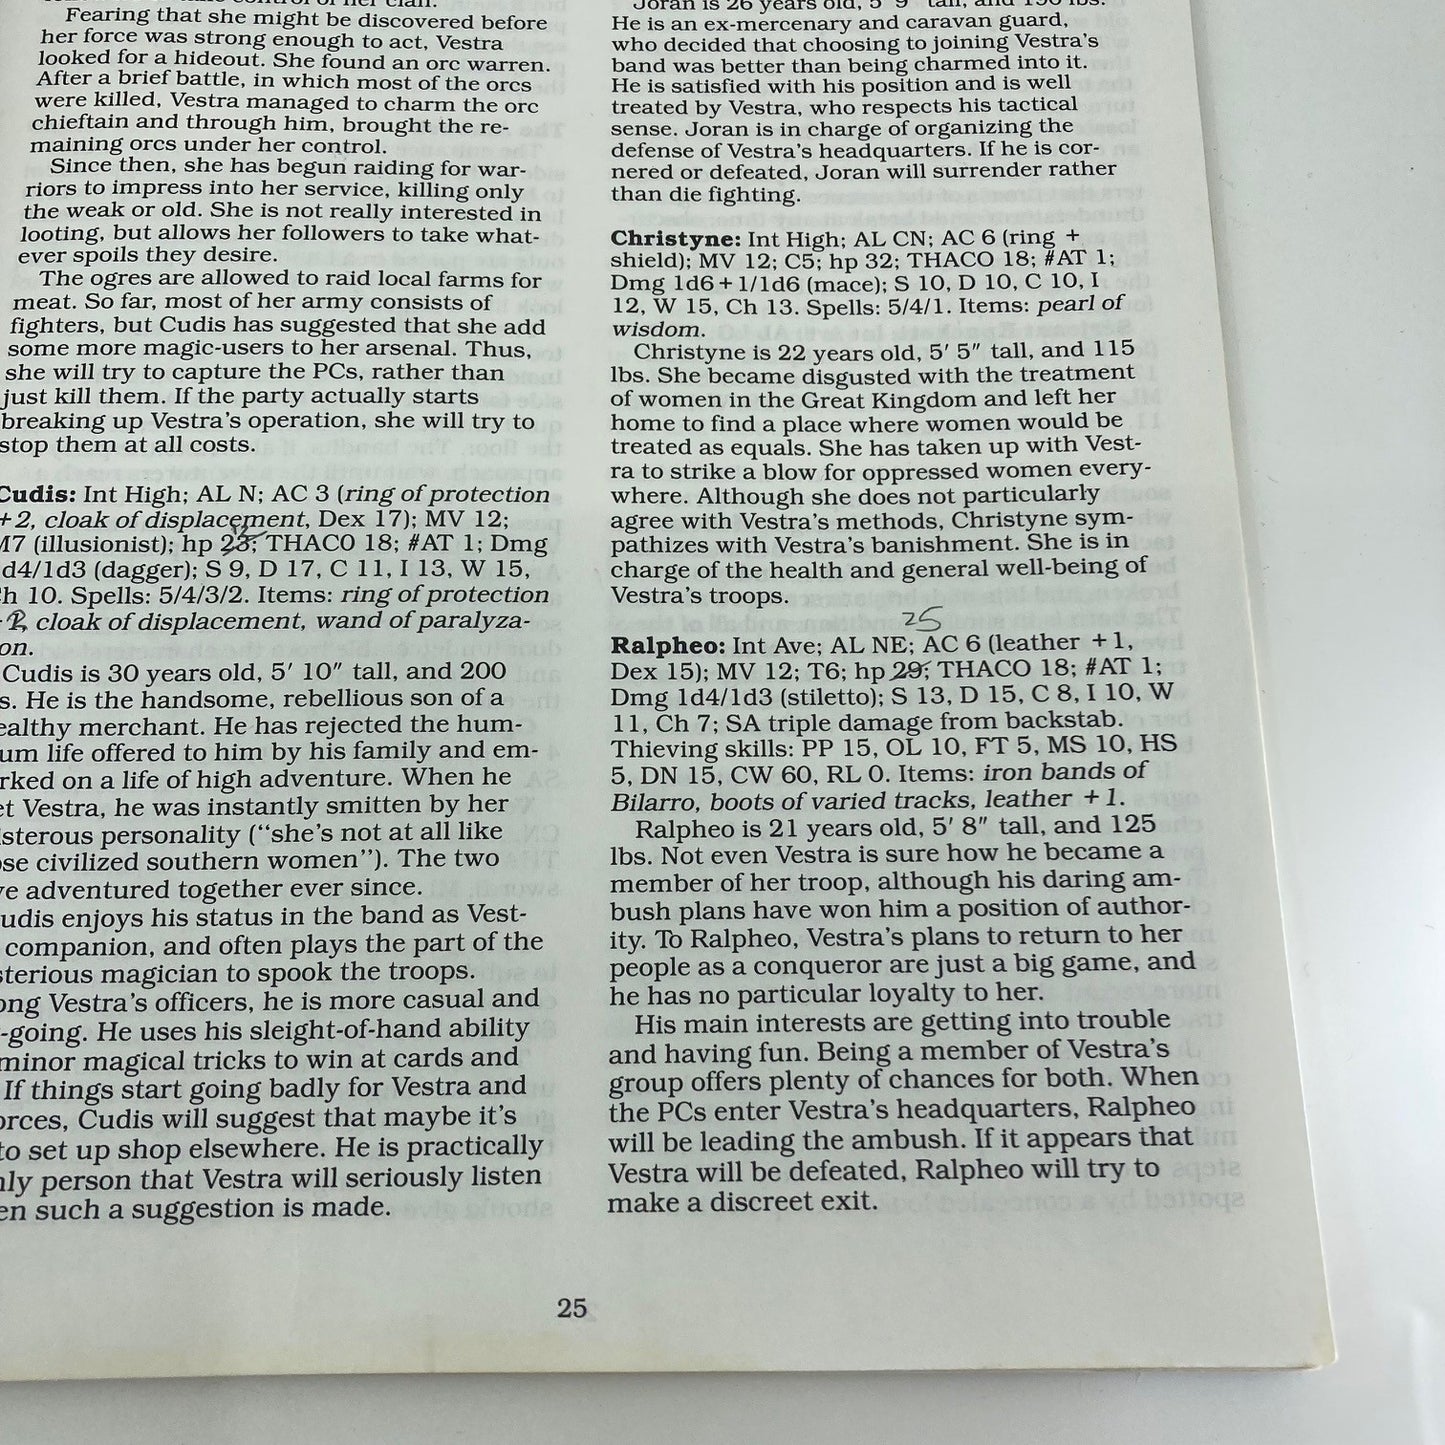 Fearing that she might be discovered before
her force was strong enough to act, Vestra
looked for a hideout. She found an orc warren.
After a brief battle, in which most of the orcs
were killed, Vestra managed to charm the orc
chieftain and through him, brought the re-
maining orcs under her control.
Since then, she has begun raiding for war-
riors to impress into her service, killing only
the weak or old. She is not really interested in
looting, but allows her followers to take what-
ever spoils they desire.
The ogres are allowed to raid local farms for
meat. So far, most of her army consists of
fighters, but Cudis has suggested that she add
some more magic-users to her arsenal. Thus,
she will try to capture the PCs, rather than
just kill them. If the party actually starts
breaking up Vestra's operation, she will try to
stop them at all costs.
Cudis: Int High; AL N; AC 3 (ring of protection
+2, cloak of displacement, Dex 17); MV 12;
M7 (illusionist); hp 23; THAC0 18; #AT 1; Dmg
d4/1d3 (dagger); S 9, D 17, C 11, I 13, W 15,
h 10. Spells: 5/4/3/2. Items: ring of protection
cloak of displacement, wand of paralyza-
on.
Cudis is 30 years old, 5' 10" tall, and 200
s. He is the handsome, rebellious son of a
ealthy merchant. He has rejected the hum-
um life offered to him by his family and em-
rked on a life of high adventure. When he
et Vestra, he was instantly smitten by her
isterous personality ("she's not at all like
ose civilized southern women"). The two
ve adventured together ever since.
udis enjoys his status in the band as Vest-
companion, and often plays the part of the
sterious magician to spook the troops.
ong Vestra's officers, he is more casual and
-going. He uses his sleight-of-hand ability
minor magical tricks to win at cards and
If things start going badly for Vestra and
orces, Cudis will suggest that maybe it's
to set up shop elsewhere. He is practically
nly person that Vestra will seriously listen
en such a suggestion is made.
Joran is 26 years old, 5' 9" tall, and 190 lbs.
He is an ex-mercenary and caravan guard,
who decided that choosing to joining Vestra's
band was better than being charmed into it.
He is satisfied with his position and is well
treated by Vestra, who respects his tactical
sense. Joran is in charge of organizing the
defense of Vestra's headquarters. If he is cor-
nered or defeated, Joran will surrender rather
than die fighting.
Christyne: Int High; AL CN; AC 6 (ring +
shield); MV 12; C5; hp 32; THACO 18; #AT 1;
Dmg 1d6+1/1d6 (mace); S 10, D 10, C 10, I
12, W 15, Ch 13. Spells: 5/4/1. Items: pearl of
wisdom.
Christyne is 22 years old, 5' 5" tall, and 115
lbs. She became disgusted with the treatment
of women in the Great Kingdom and left her
home to find a place where women would be
treated as equals. She has taken up with Vest-
ra to strike a blow for oppressed women every-
where. Although she does not particularly
agree with Vestra's methods, Christyne sym-
pathizes with Vestra's banishment. She is in
charge of the health and general well-being of
Vestra's troops.
25
Ralpheo: Int Ave; AL NE; AC 6 (leather +1,
Dex 15); MV 12; T6; hp 29; THACO 18; #AT 1;
Dmg 1d4/1d3 (stiletto); S 13, D 15, C 8, I 10, W
11, Ch 7; SA triple damage from backstab.
Thieving skills: PP 15, OL 10, FT 5, MS 10, HS
5, DN 15, CW 60, RL 0. Items: iron bands of
Bilarro, boots of varied tracks, leather +1.
Ralpheo is 21 years old, 5' 8" tall, and 125
lbs. Not even Vestra is sure how he became a
member of her troop, although his daring am-
bush plans have won him a position of author-
ity. To Ralpheo, Vestra's plans to return to her
people as a conqueror are just a big game, and
he has no particular loyalty to her.
His main interests are getting into trouble
and having fun. Being a member of Vestra's
group offers plenty of chances for both. When
the PCs enter Vestra's headquarters, Ralpheo
will be leading the ambush. If it appears that
Vestra will be defeated, Ralpheo will try to
make a discreet exit.
25